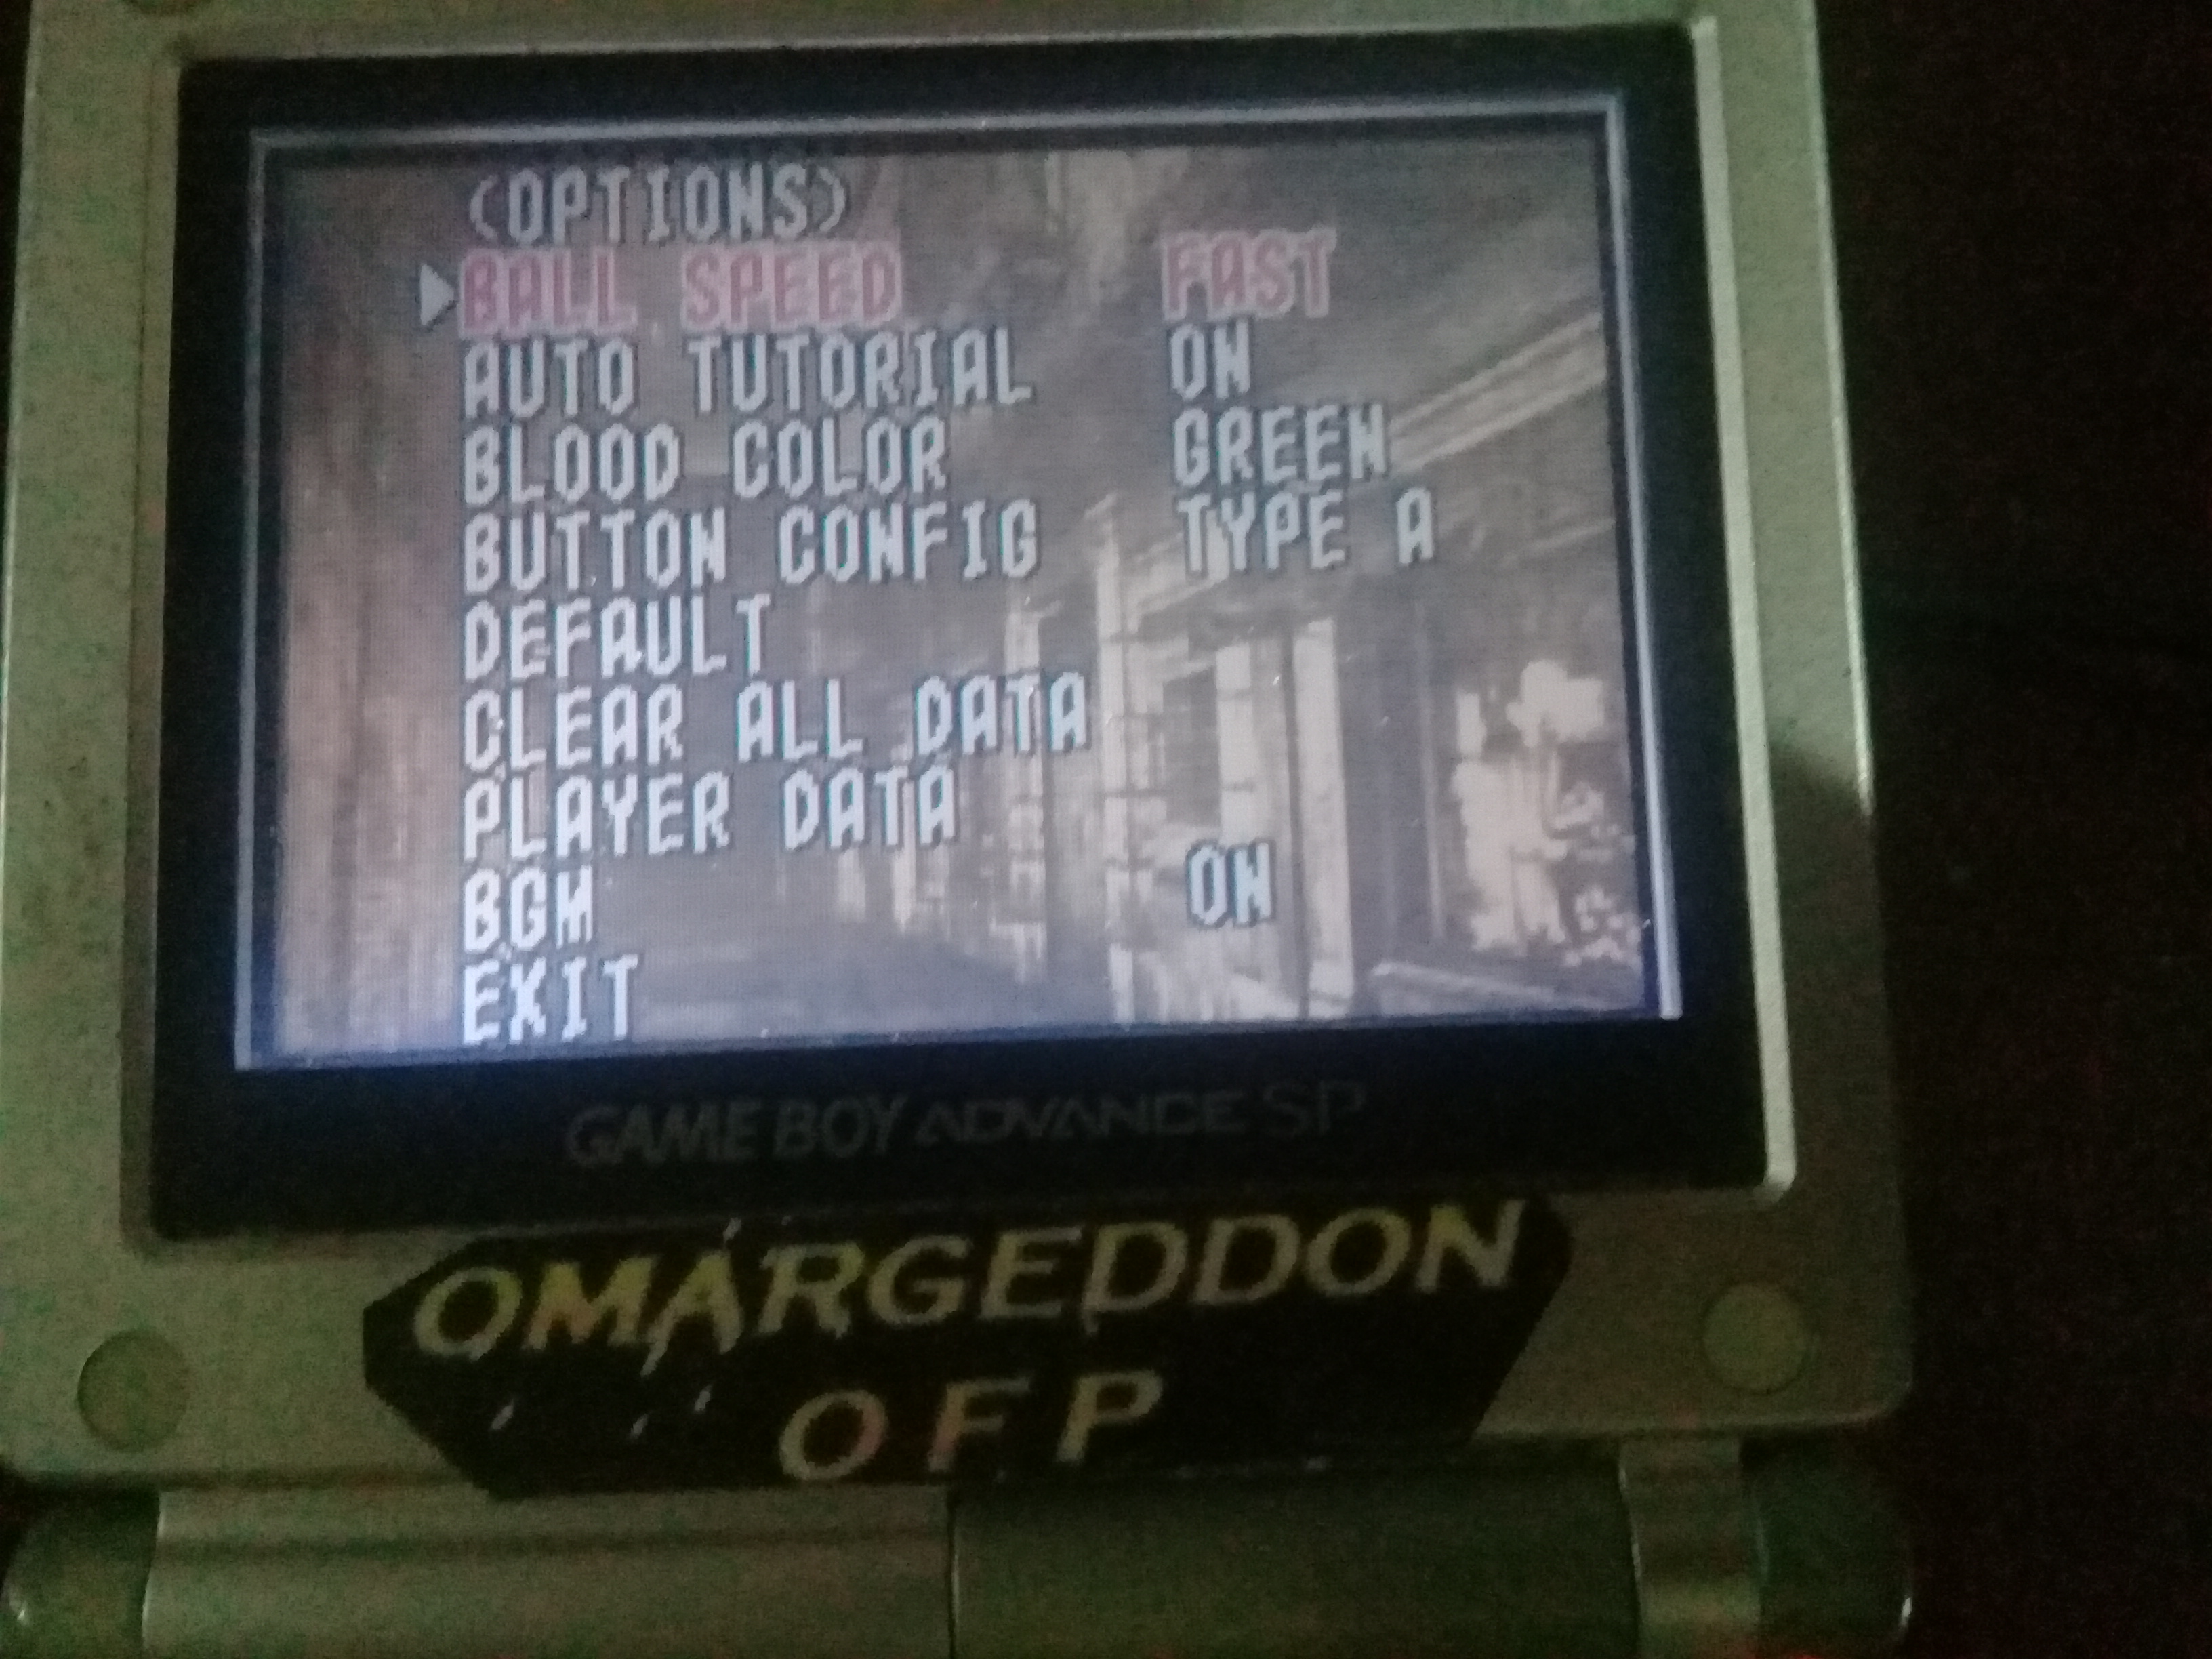 (OPTIONS)
BALL SPEED FAST
AUTO TUTORIAL ON
BLOOD COLOR GREEN
BUTTON CONFIG TYPE A
DEFAULT
CLEAR ALL DATA
PLAYER DATA
BGM ON
EXIT
GAME BOY ADVANCE SP
OMARGEDDON
OFP